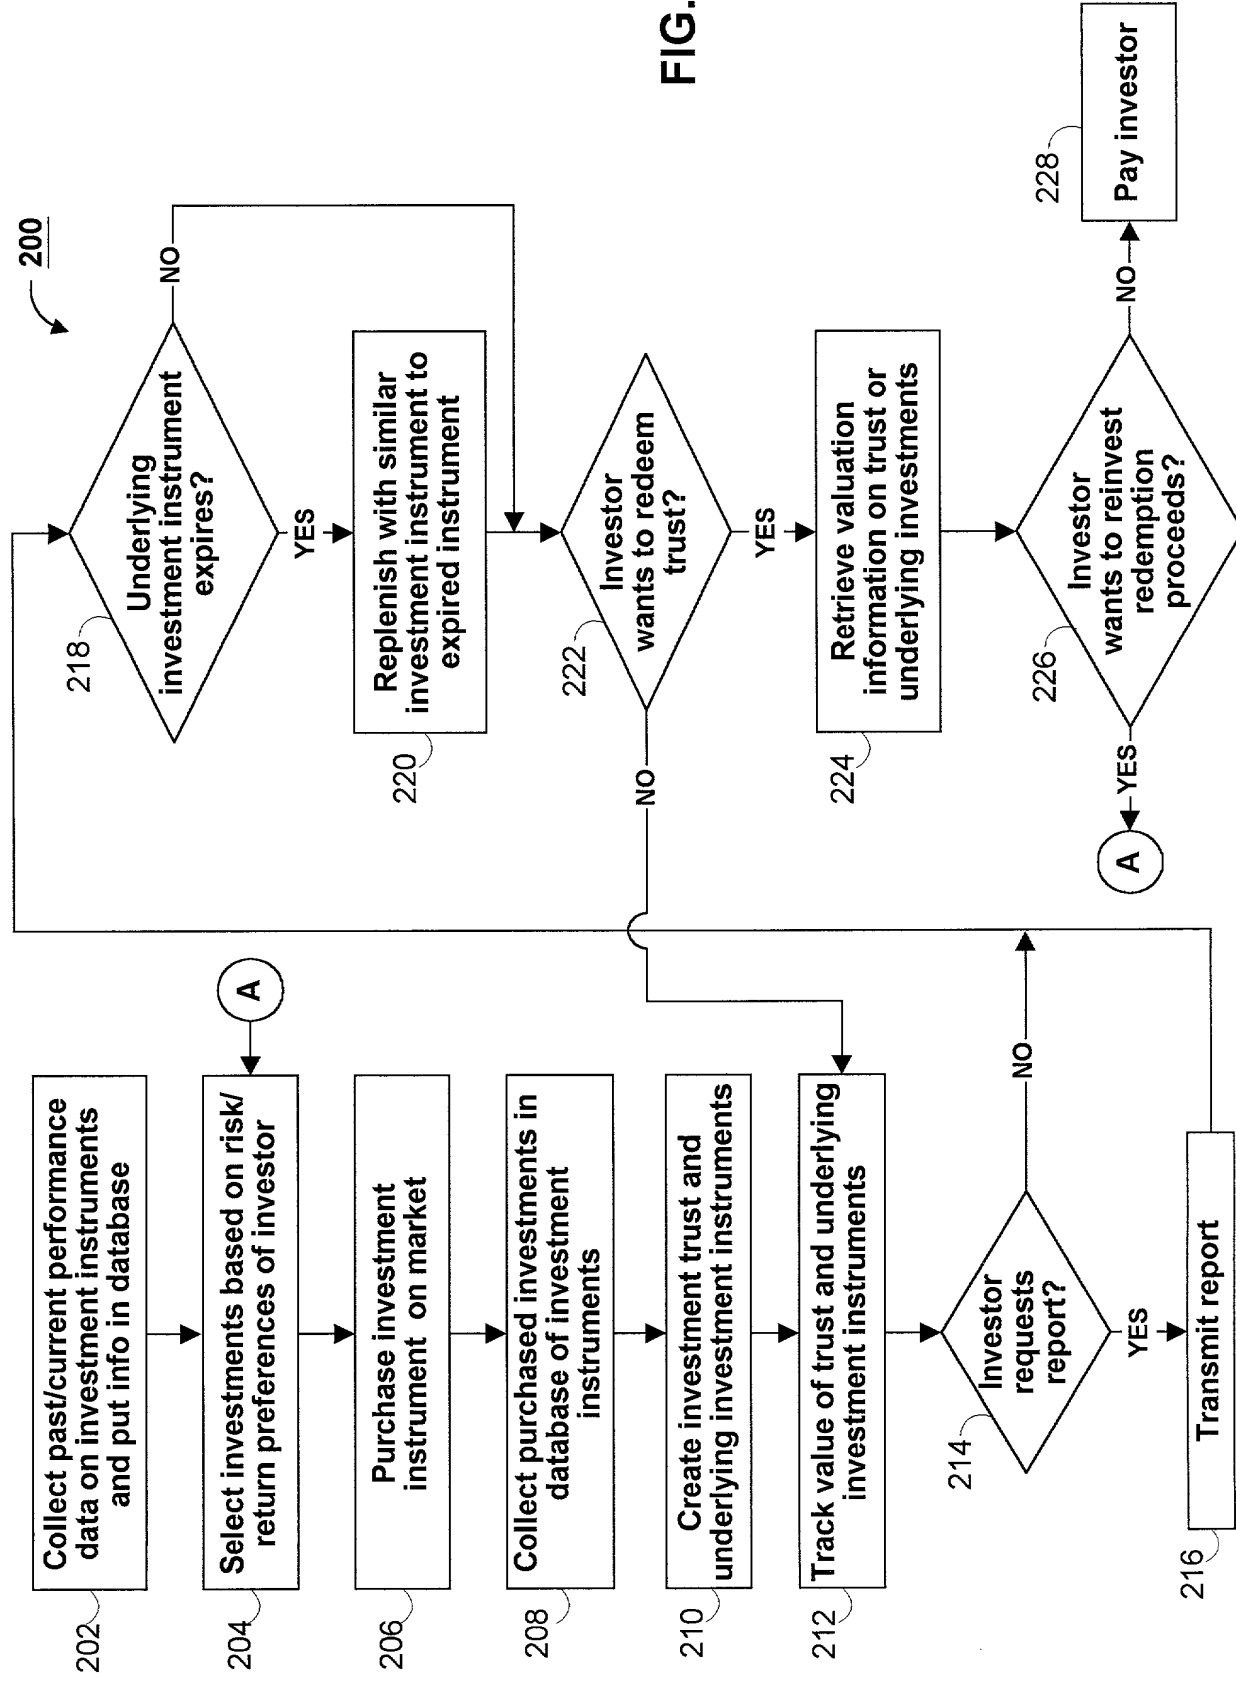 200
202
Collect past/current performance
data on investment instruments
and put info in database
A
204
Select investments based on risk/
return preferences of investor
206
Purchase investment
instrument on market
208
Collect purchased investments in
database of investment
instruments
210
Create investment trust and
underlying investment instruments
212
Track value of trust and underlying
investment instruments
214
Investor
requests
report?
NO
YES
216
Transmit report
218
Underlying
investment instrument
expires?
NO
YES
220
Replenish with similar
investment instrument to
expired instrument
222
Investor
wants to redeem
trust?
NO
YES
224
Retrieve valuation
information on trust or
underlying investments
226
Investor
wants to reinvest
redemption
proceeds?
YES
A
NO
228
Pay investor
FIG.